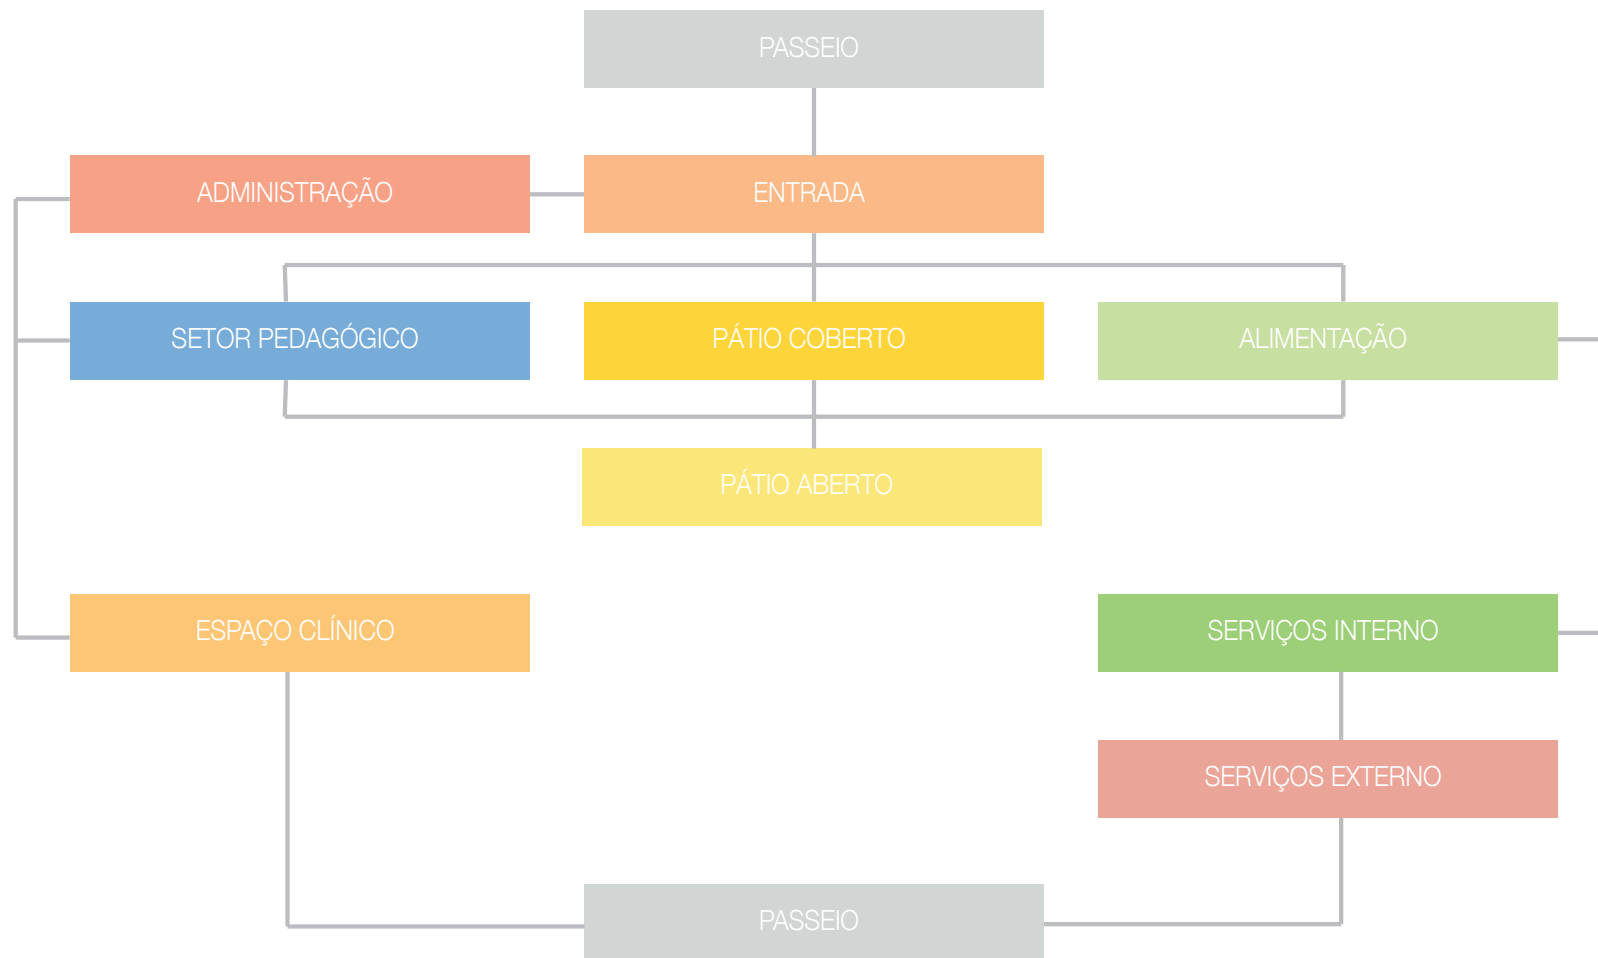 PASSEIO
ADMINISTRAÇÃO
ENTRADA
SETOR PEDAGÓGICO
PÁTIO COBERTO
ALIMENTAÇÃO
PÁTIO ABERTO
ESPAÇO CLÍNICO
SERVIÇOS INTERNO
SERVIÇOS EXTERNO
PASSEIO